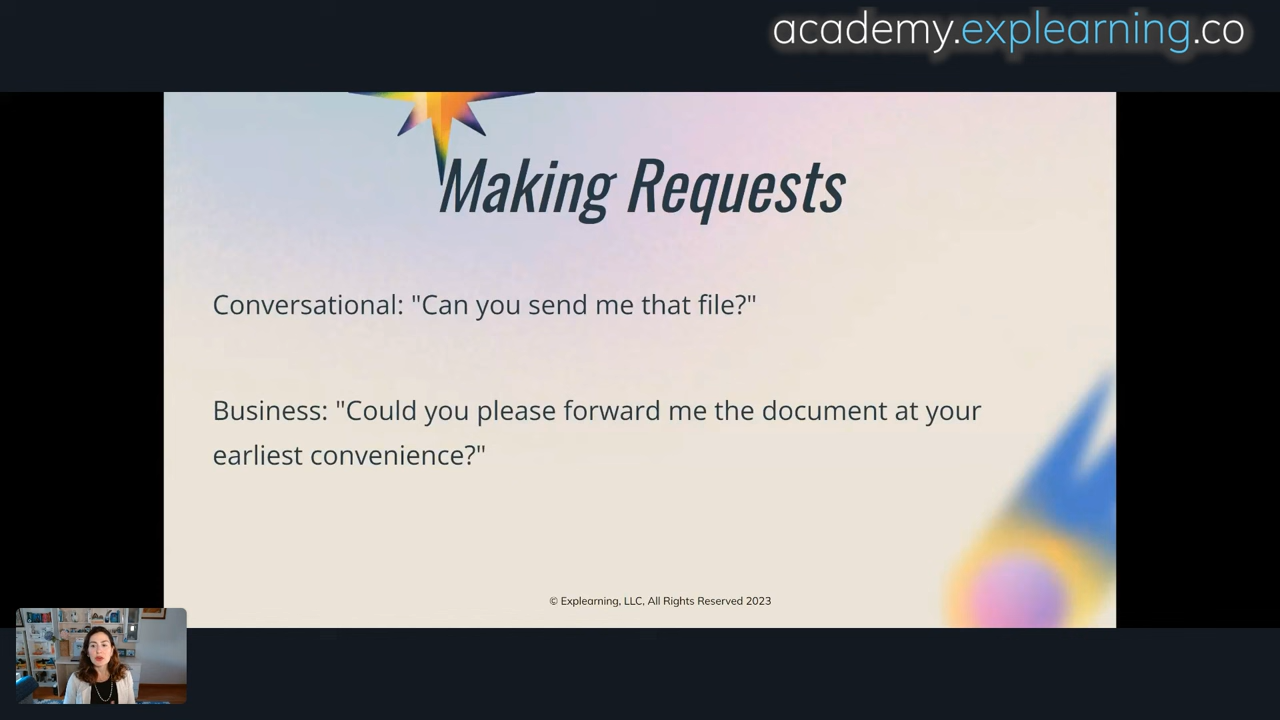 academy.explearning.co
Making Requests
Conversational: "Can you send me that file?"
Business: "Could you please forward me the document at your
earliest convenience?"
© Explearning, LLC, All Rights Reserved 2023